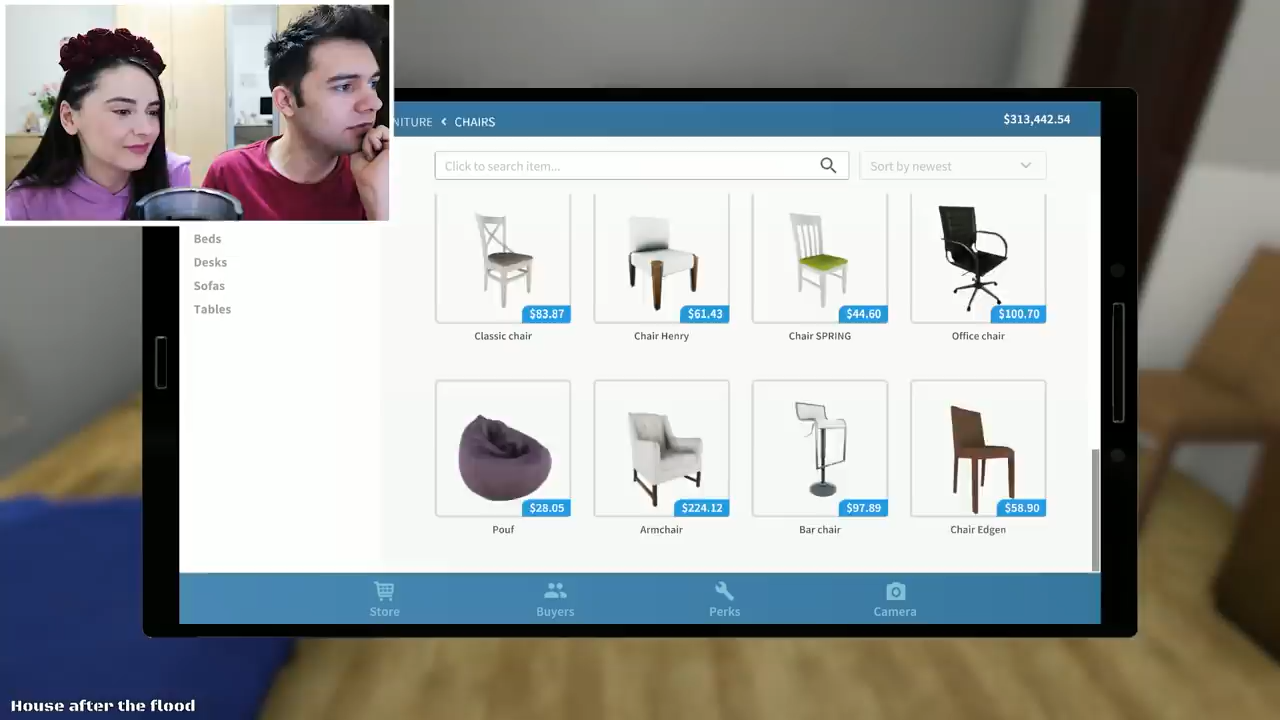 NITURE < CHAIRS
$313,442.54
Click to search item...
Sort by newest
Beds
Desks
Sofas
Tables
$83.87
$61.43
$44.60
$100.70
Classic chair
Chair Henry
Chair SPRING
Office chair
$28.05
$224.12
$97.89
$58.90
Pouf
Armchair
Bar chair
Chair Edgen
Store
Buyers
Perks
Camera
House after the flood